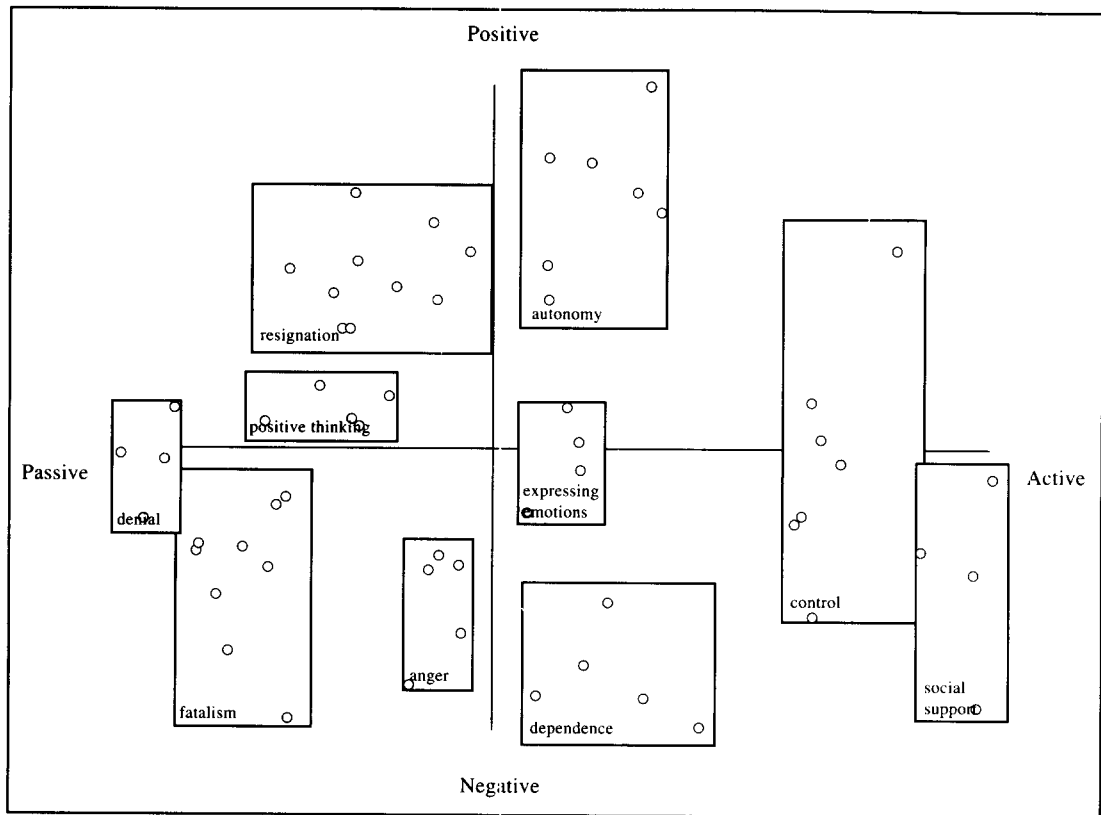 Positive
autonomy
resignation
positive thinking
Passive
Active
denial
expressing
emotions
control
fatalism
anger
dependence
social
support
Negative